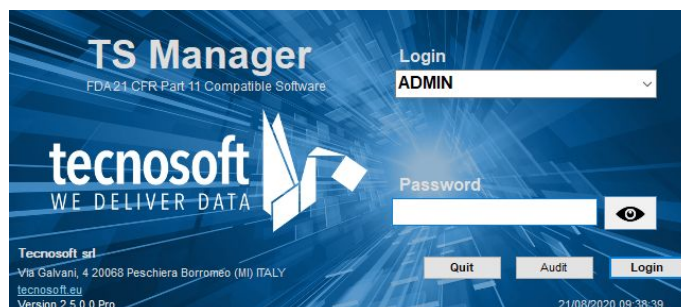 TS Manager
FDA 21 CFR Part 11 Compatible Software
Login
ADMIN
tecnosoft
WE DELIVER DATA
Password
Tecnosoft srl
Via Galvani, 4 20068 Peschiera Borromeo (MI) ITALY
tecnosoft.eu
Version 2.5.0.0 Pro
Quit
Audit
Login
21/08/2020 09:38:39